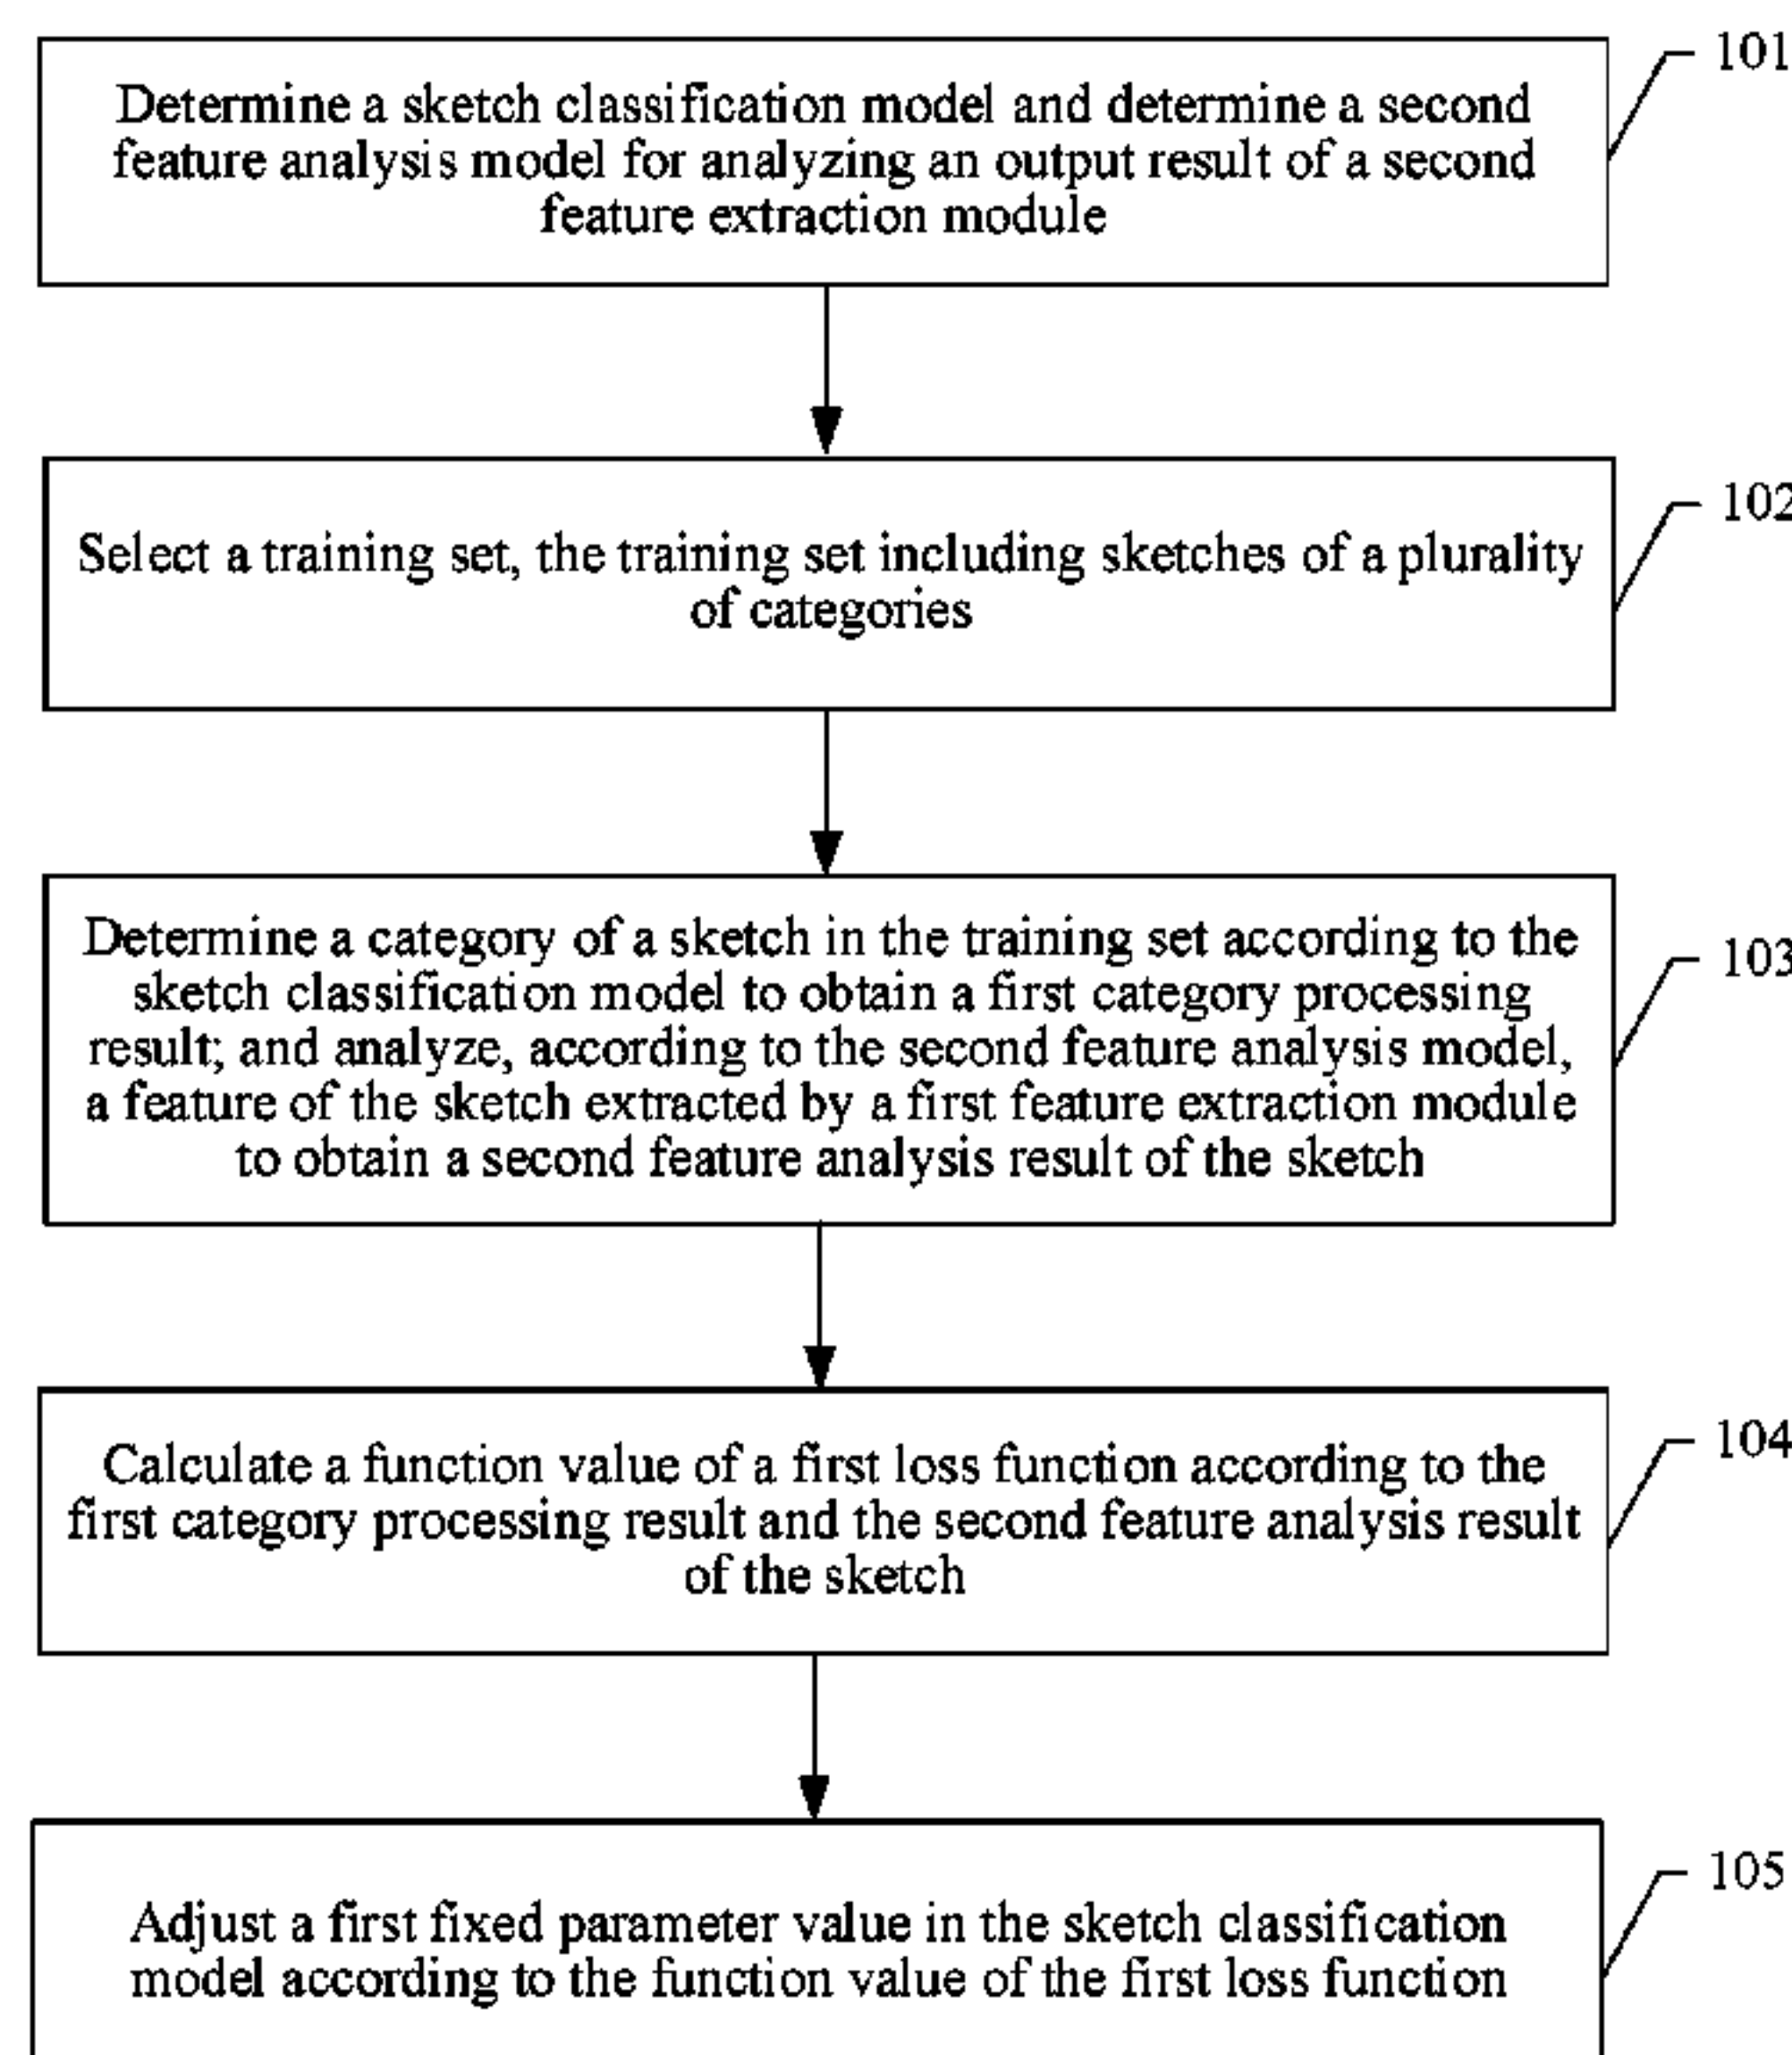 101
Determine a sketch classification model and determine a second
feature analysis model for analyzing an output result of a second
feature extraction module
102
Select a training set, the training set including sketches of a plurality
of categories
103
Determine a category of a sketch in the training set according to the
sketch classification model to obtain a first category processing
result; and analyze, according to the second feature analysis model,
a feature of the sketch extracted by a first feature extraction module
to obtain a second feature analysis result of the sketch
104
Calculate a function value of a first loss function according to the
first category processing result and the second feature analysis result
of the sketch
105
Adjust a first fixed parameter value in the sketch classification
model according to the function value of the first loss function